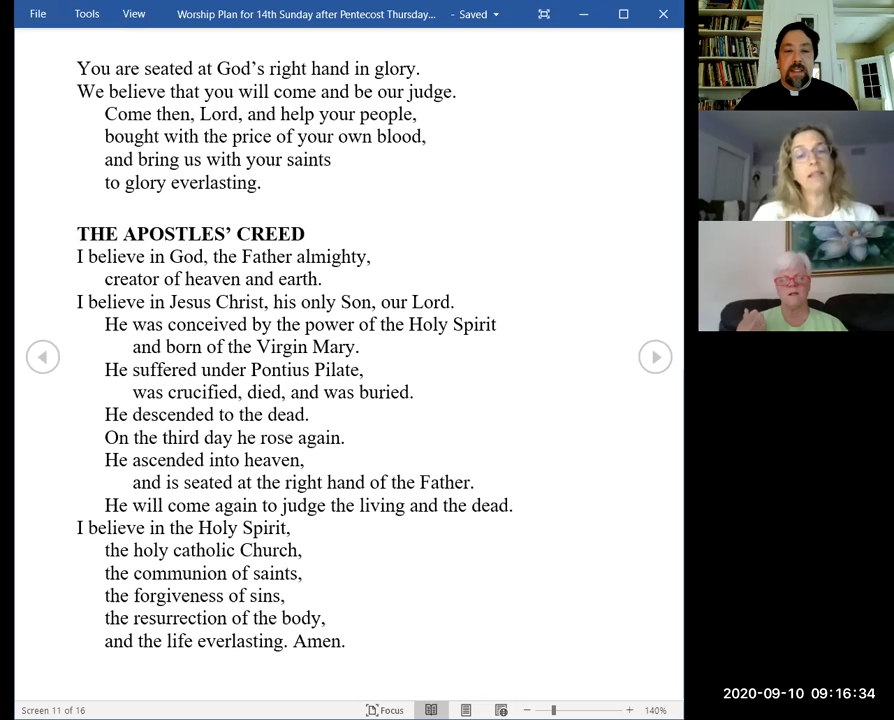 File Tools View Worship Plan for 14th Sunday after Pentecost Thursday... - Saved
You are seated at God's right hand in glory.
We believe that you will come and be our judge.
Come then, Lord, and help your people,
bought with the price of your own blood,
and bring us with your saints
to glory everlasting.
THE APOSTLES' CREED
I believe in God, the Father almighty,
creator of heaven and earth.
I believe in Jesus Christ, his only Son, our Lord.
He was conceived by the power of the Holy Spirit
and born of the Virgin Mary.
He suffered under Pontius Pilate,
was crucified, died, and was buried.
He descended to the dead.
On the third day he rose again.
He ascended into heaven,
and is seated at the right hand of the Father.
He will come again to judge the living and the dead.
I believe in the Holy Spirit,
the holy catholic Church,
the communion of saints,
the forgiveness of sins,
the resurrection of the body,
and the life everlasting. Amen.
2020-09-10 09:16:34
Screen 11 of 16 Focus 140%